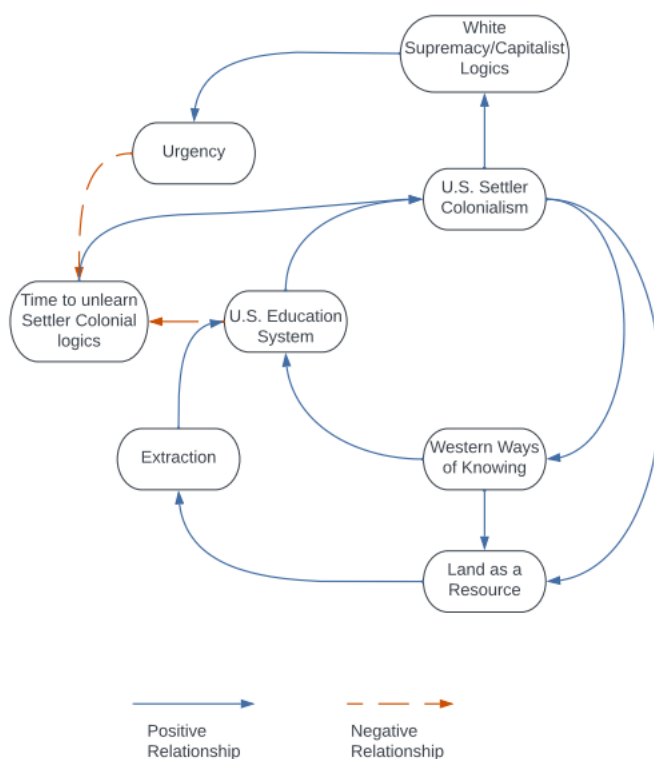 White
Supremacy/Capitalist
Logics
Urgency
U.S. Settler
Colonialism
Time to unlearn
Settler Colonial
logics
U.S. Education
System
Extraction
Western Ways
of Knowing
Land as a
Resource
Positive
Relationship
Negative
Relationship